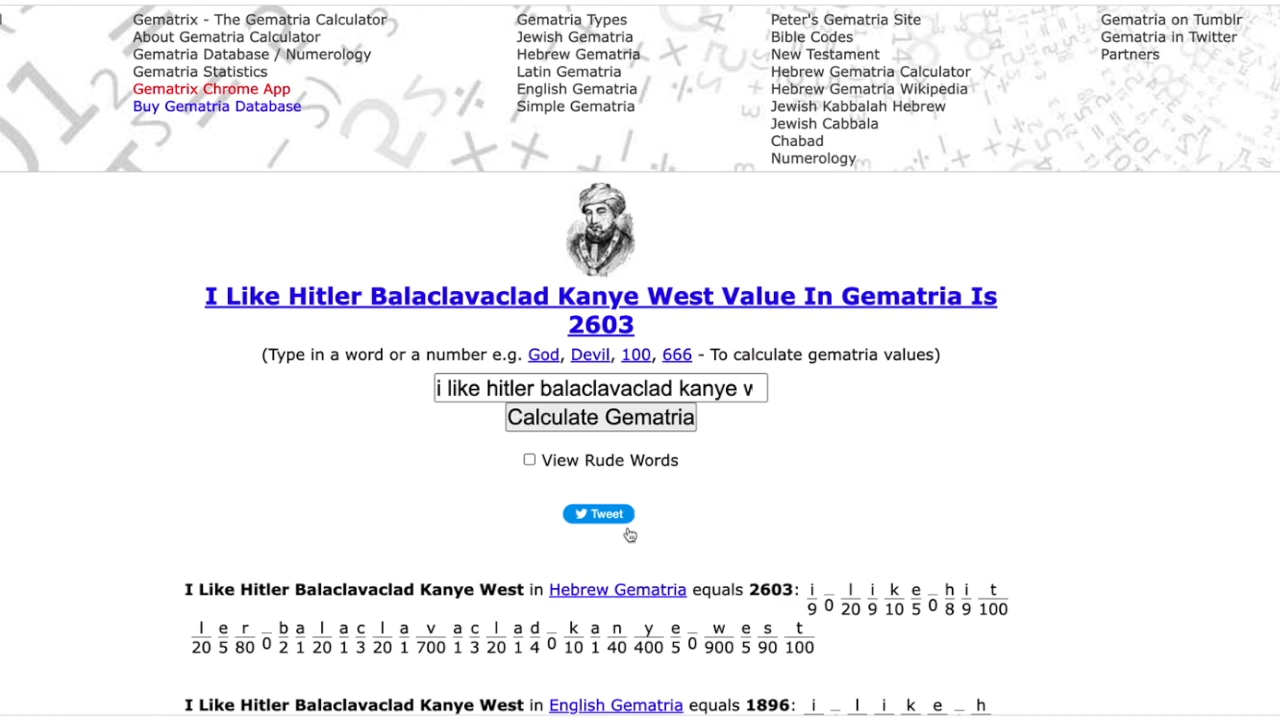 Gematrix - The Gematria Calculator
About Gematria Calculator
Gematria Database / Numerology
Gematria Statistics
Gematrix Chrome App
Buy Gematria Database
Gematria Types
Jewish Gematria
Hebrew Gematria
Latin Gematria
English Gematria
Simple Gematria
Peter's Gematria Site
Bible Codes
New Testament
Hebrew Gematria Calculator
Hebrew Gematria Wikipedia
Jewish Kabbalah Hebrew
Jewish Cabbala
Chabad
Numerology
Gematria on Tumblr
Gematria in Twitter
Partners
I Like Hitler Balaclavaclad Kanye West Value In Gematria Is
2603
(Type in a word or a number e.g. God, Devil, 100, 666 - To calculate gematria values)
i like hitler balaclavaclad kanye w
Calculate Gematria
View Rude Words
Tweet
I Like Hitler Balaclavaclad Kanye West in Hebrew Gematria equals 2603: i _ l i k e _ h i t
9 0 20 9 10 5 0 8 9 100
l e r _ b a l a c l a v a c l a d _ k a n y e _ w e s t
20 5 80 0 2 1 20 1 3 20 1 700 1 3 20 1 4 0 10 1 40 400 5 0 900 5 90 100
I Like Hitler Balaclavaclad Kanye West in English Gematria equals 1896: i _ l i k e _ h